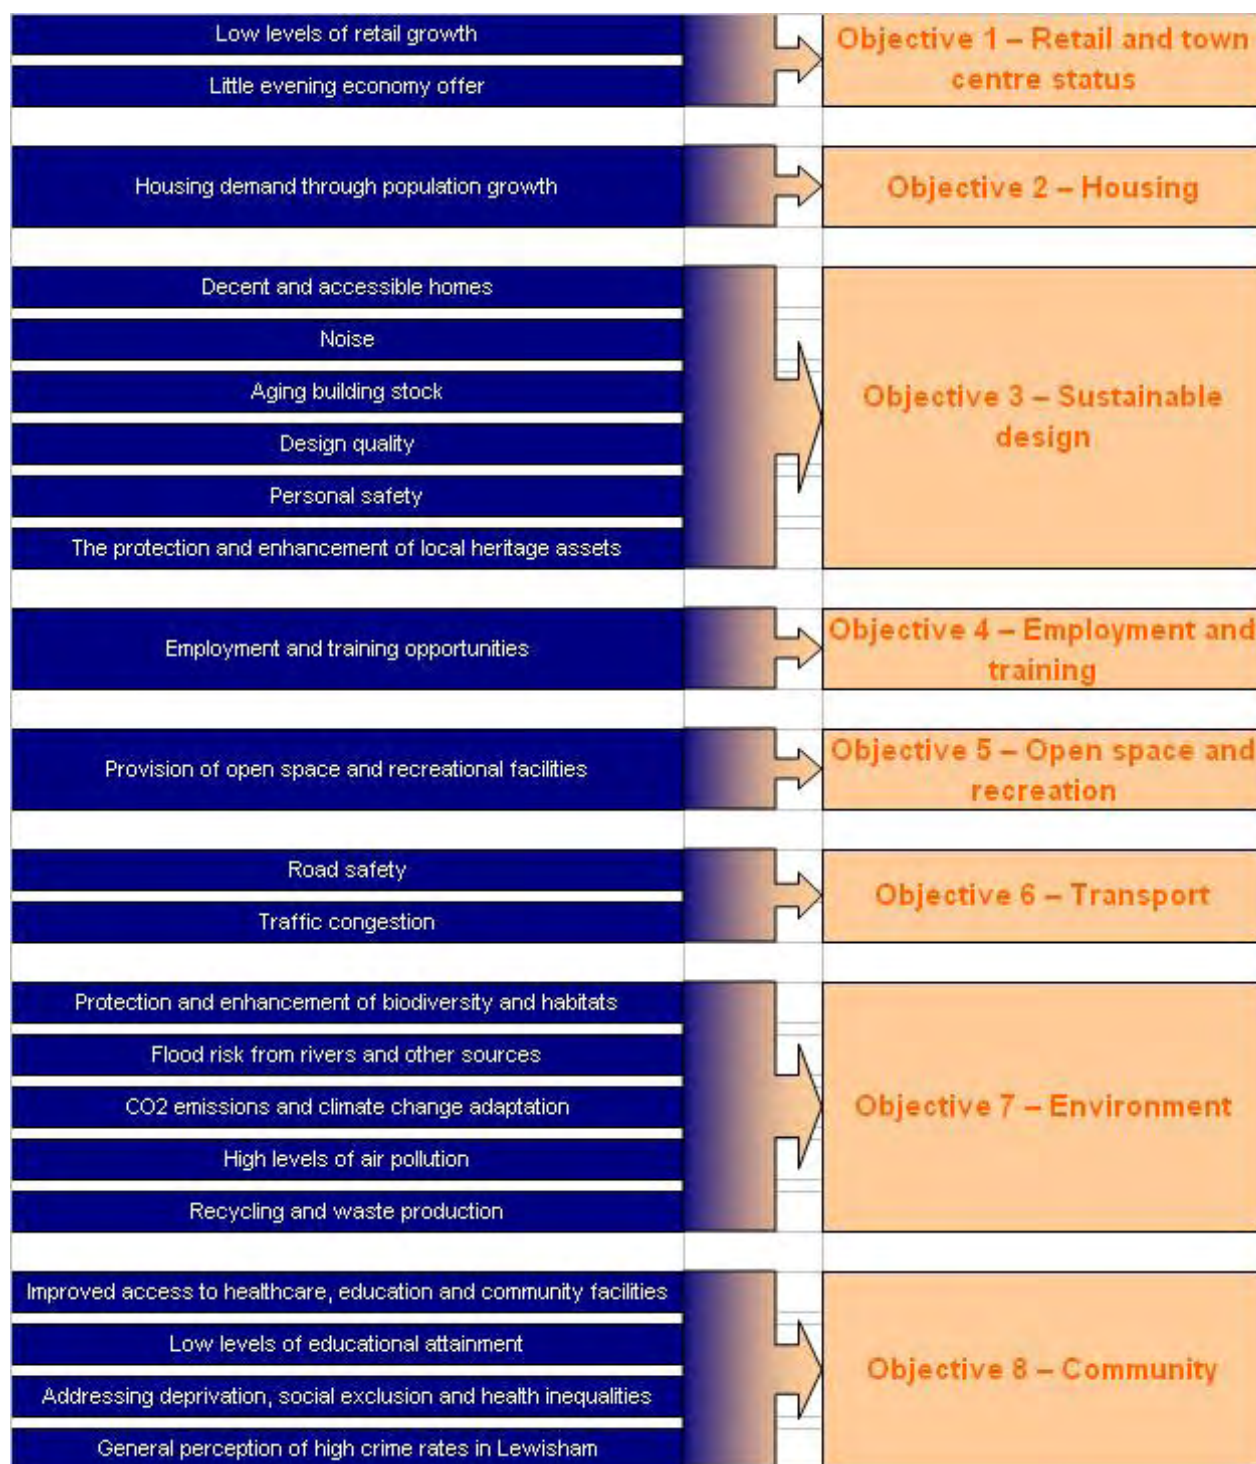 Low levels of retail growth
Little evening economy offer
Objective 1 – Retail and town
centre status
Housing demand through population growth
Objective 2 – Housing
Decent and accessible homes
Noise
Aging building stock
Design quality
Personal safety
The protection and enhancement of local heritage assets
Objective 3 – Sustainable
design
Employment and training opportunities
Objective 4 – Employment and
training
Provision of open space and recreational facilities
Objective 5 – Open space and
recreation
Road safety
Traffic congestion
Objective 6 – Transport
Protection and enhancement of biodiversity and habitats
Flood risk from rivers and other sources
CO2 emissions and climate change adaptation
High levels of air pollution
Recycling and waste production
Objective 7 – Environment
Improved access to healthcare, education and community facilities
Low levels of educational attainment
Addressing deprivation, social exclusion and health inequalities
General perception of high crime rates in Lewisham
Objective 8 – Community